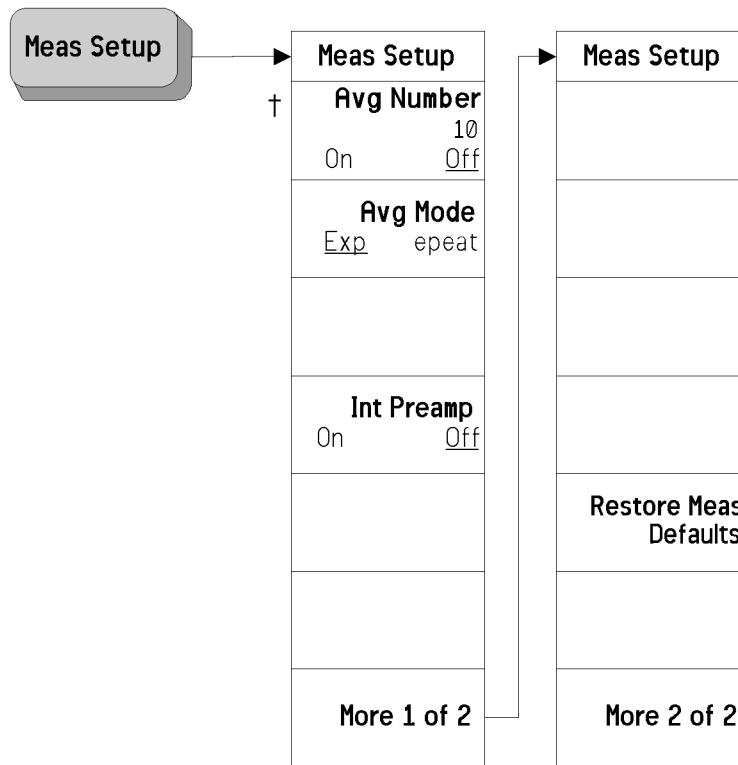 Meas Setup
Meas Setup
†
Avg Number
10
On Off
Avg Mode
Exp epeat
Int Preamp
On Off
More 1 of 2
Meas Setup
Restore Meas
Defaults
More 2 of 2